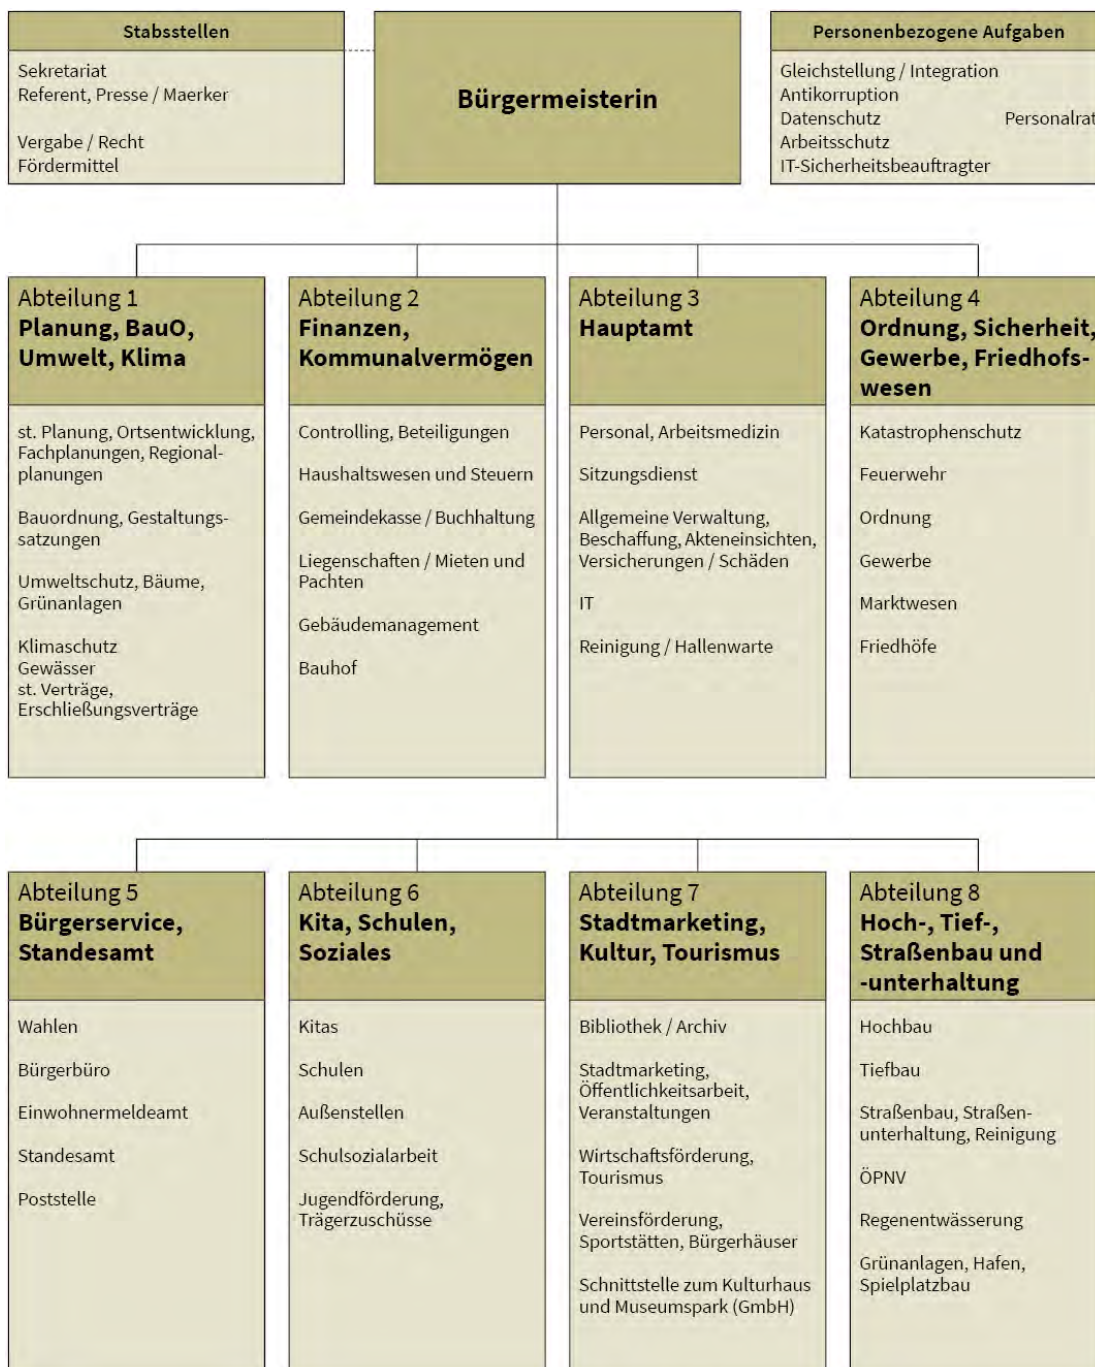 Stabsstellen
Sekretariat
Referent, Presse / Maerker
Vergabe / Recht
Fördermittel
Bürgermeisterin
Personenbezogene Aufgaben
Gleichstellung / Integration
Antikorruption
Datenschutz Personalrat
Arbeitsschutz
IT-Sicherheitsbeauftragter
Abteilung 1
Planung, BauO,
Umwelt, Klima
st. Planung, Ortsentwicklung,
Fachplanungen, Regional-
planungen
Bauordnung, Gestaltungs-
satzungen
Umweltschutz, Bäume,
Grünanlagen
Klimaschutz
Gewässer
st. Verträge,
Erschließungsverträge
Abteilung 2
Finanzen,
Kommunalvermögen
Controlling, Beteiligungen
Haushaltswesen und Steuern
Gemeindekasse / Buchhaltung
Liegenschaften / Mieten und
Pachten
Gebäudemanagement
Bauhof
Abteilung 3
Hauptamt
Personal, Arbeitsmedizin
Sitzungsdienst
Allgemeine Verwaltung,
Beschaffung, Akteneinsichten,
Versicherungen / Schäden
IT
Reinigung / Hallenwarte
Abteilung 4
Ordnung, Sicherheit,
Gewerbe, Friedhofs-
wesen
Katastrophenschutz
Feuerwehr
Ordnung
Gewerbe
Marktwesen
Friedhöfe
Abteilung 5
Bürgerservice,
Standesamt
Wahlen
Bürgerbüro
Einwohnermeldeamt
Standesamt
Poststelle
Abteilung 6
Kita, Schulen,
Soziales
Kitas
Schulen
Außenstellen
Schulsozialarbeit
Jugendförderung,
Trägerzuschüsse
Abteilung 7
Stadtmarketing,
Kultur, Tourismus
Bibliothek / Archiv
Stadtmarketing,
Öffentlichkeitsarbeit,
Veranstaltungen
Wirtschaftsförderung,
Tourismus
Vereinsförderung,
Sportstätten, Bürgerhäuser
Schnittstelle zum Kulturhaus
und Museumspark (GmbH)
Abteilung 8
Hoch-, Tief-,
Straßenbau und
-unterhaltung
Hochbau
Tiefbau
Straßenbau, Straßen-
unterhaltung, Reinigung
ÖPNV
Regenentwässerung
Grünanlagen, Hafen,
Spielplatzbau